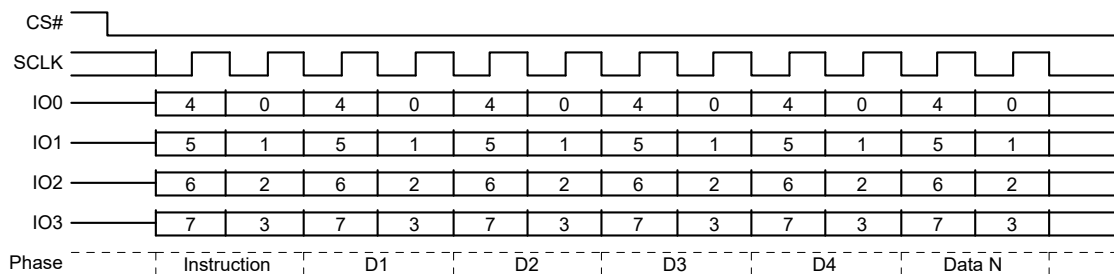 CS#
SCLK
IO0 4 0 4 0 4 0 4 0 4 0 4 0
IO1 5 1 5 1 5 1 5 1 5 1 5 1
IO2 6 2 6 2 6 2 6 2 6 2 6 2
IO3 7 3 7 3 7 3 7 3 7 3 7 3
Phase Instruction D1 D2 D3 D4 Data N